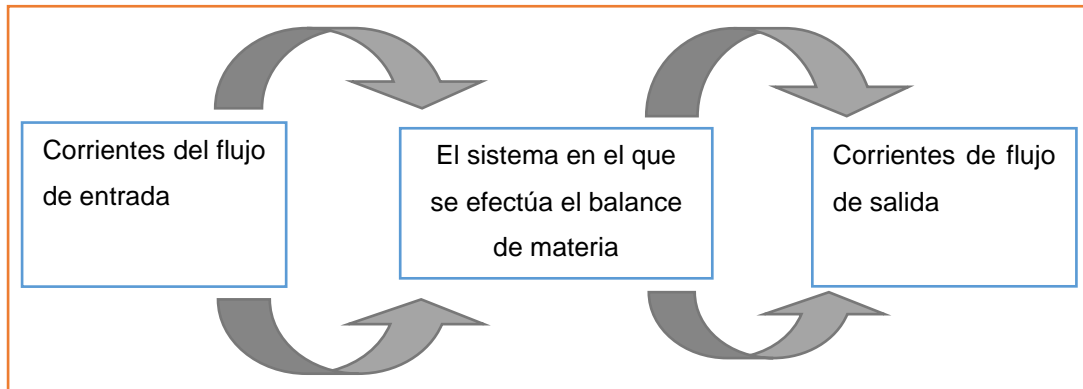 Corrientes del flujo
de entrada
El sistema en el que
se efectúa el balance
de materia
Corrientes de flujo
de salida